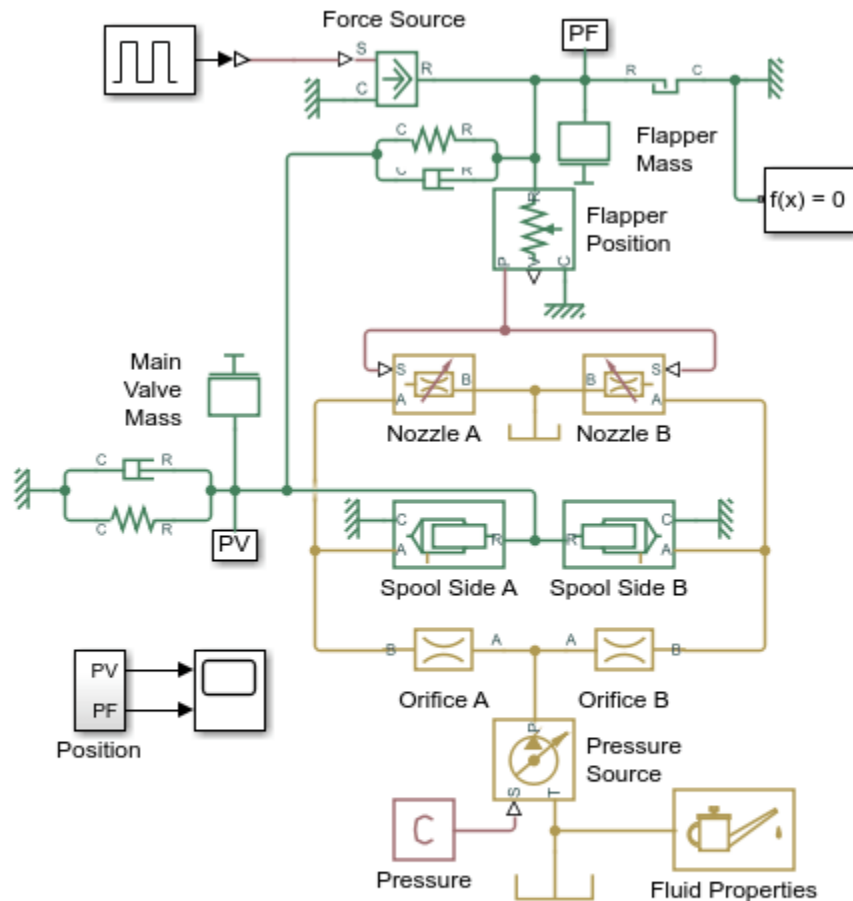 Force Source
PF
S
R
C
R
C
C
R
C
R
Flapper
Mass
f(x) = 0
R
Flapper
Position
P
V
C
S
B
A
Nozzle A
B
S
A
Nozzle B
Main
Valve
Mass
C
R
C
R
PV
C
A
R
Spool Side A
R
C
A
Spool Side B
B
A
Orifice A
A
B
Orifice B
PV
PF
Position
P
S
T
Pressure
Source
C
Pressure
Fluid Properties